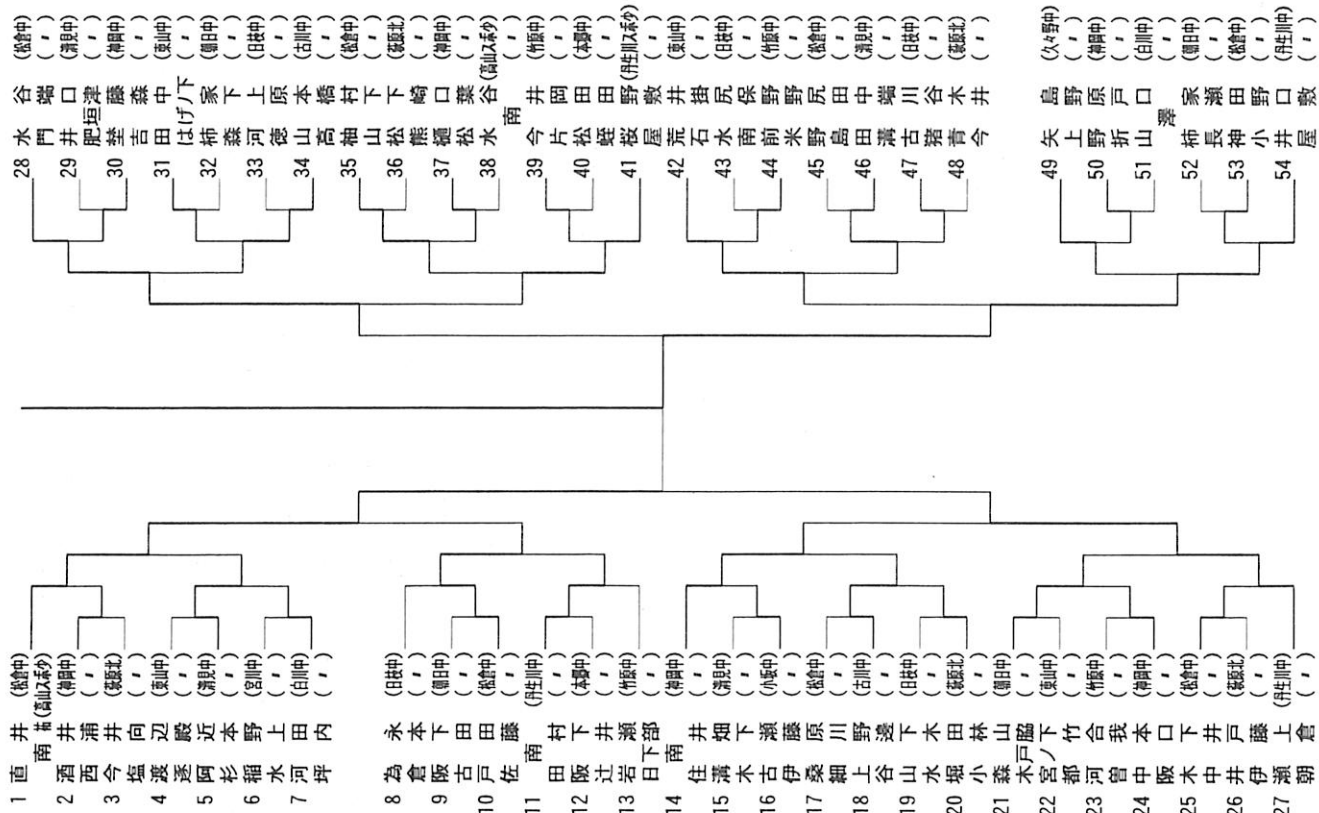 1 直井 (松倉中)
南 裕 (高山スポ少)
2 酒井 (神岡中)
西浦 (〃)
3 今井 (萩原北)
塩向 (〃)
4 渡辺 (東山中)
逐殿 (〃)
5 阿近 (清見中)
杉本 (〃)
6 稲野 (宮川中)
水上 (〃)
7 河田 (白川中)
坪内 (〃)
8 為永 (日枝中)
倉本 (〃)
9 阪下 (朝日中)
古田 (〃)
10 戸田 (松倉中)
佐藤 (〃)
11 南 (丹生川中)
田村 (〃)
12 阪下 (本郷中)
辻井 (〃)
13 岩瀬 (竹原中)
日下部 (〃)
14 南 (神岡中)
住井 (〃)
15 溝畑 (清見中)
木下 (〃)
16 古瀬 (小坂中)
伊藤 (〃)
17 桑原 (松倉中)
細川 (〃)
18 上野 (古川中)
谷邊 (〃)
19 山下 (日枝中)
水木 (〃)
20 堀田 (萩原北)
小林 (〃)
21 森山 (朝日中)
木戸脇 (〃)
22 宮ノ下 (東山中)
都竹 (〃)
23 河合 (竹原中)
曽我 (〃)
24 中本 (神岡中)
阪口 (〃)
25 木下 (松倉中)
中井 (〃)
26 井戸 (萩原北)
伊藤 (〃)
27 瀬上 (丹生川中)
朝倉 (〃)
28 水谷 (松倉中)
門端 (〃)
29 井口 (清見中)
肥垣津 (〃)
30 埜藤 (神岡中)
吉森 (〃)
31 田中 (東山中)
はげノ下 (〃)
32 柿家 (朝日中)
森下 (〃)
33 河上 (日枝中)
徳原 (〃)
34 山本 (古川中)
高橋 (〃)
35 柚村 (松倉中)
山下 (〃)
36 松下 (萩原北)
熊崎 (〃)
37 樋口 (神岡中)
松葉 (〃)
38 水谷 (高山スポ少)
南 (〃)
39 今井 (竹原中)
片岡 (〃)
40 松田 (本郷中)
蛭田 (〃)
41 桜野 (丹生川スポ少)
屋敷 (〃)
42 荒井 (東山中)
石掛 (〃)
43 水尻 (日枝中)
南保 (〃)
44 前野 (竹原中)
米野 (〃)
45 野尻 (松倉中)
島田 (〃)
46 田中 (清見中)
溝端 (〃)
47 古川 (日枝中)
猪谷 (〃)
48 青木 (萩原北)
今井 (〃)
49 矢島 (久々野中)
上野 (〃)
50 野原 (神岡中)
折戸 (〃)
51 山口 (白川中)
澤 (〃)
52 柿家 (朝日中)
長瀬 (〃)
53 神田 (松倉中)
小野 (〃)
54 井口 (丹生川中)
屋敷 (〃)